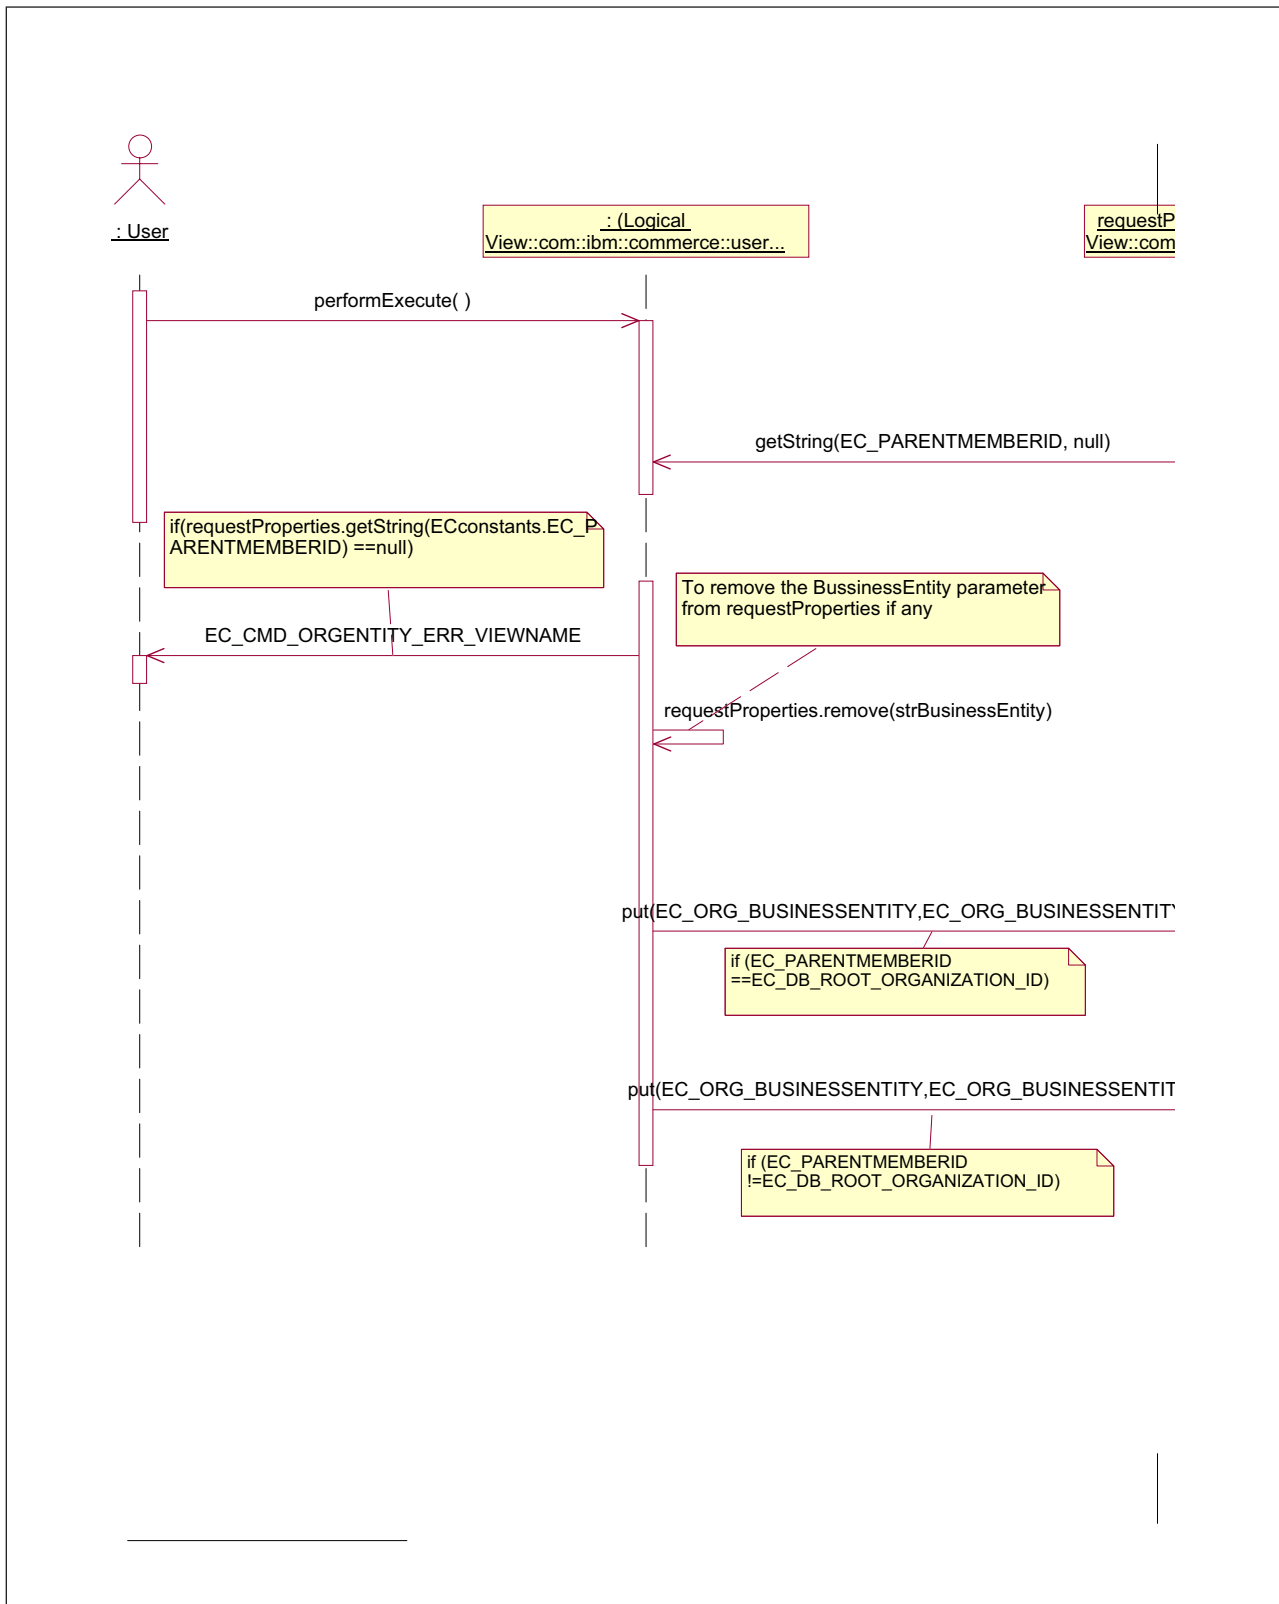 : User
: (Logical
View::com::ibm::commerce::user...
requestP
View::com
performExecute( )
getString(EC_PARENTMEMBERID, null)
if(requestProperties.getString(ECconstants.EC_P
ARENTMEMBERID) ==null)
To remove the BussinessEntity parameter
from requestProperties if any
EC_CMD_ORGENTITY_ERR_VIEWNAME
requestProperties.remove(strBusinessEntity)
put(EC_ORG_BUSINESSENTITY,EC_ORG_BUSINESSENTITY
if (EC_PARENTMEMBERID
==EC_DB_ROOT_ORGANIZATION_ID)
put(EC_ORG_BUSINESSENTITY,EC_ORG_BUSINESSENTIT
if (EC_PARENTMEMBERID
!=EC_DB_ROOT_ORGANIZATION_ID)